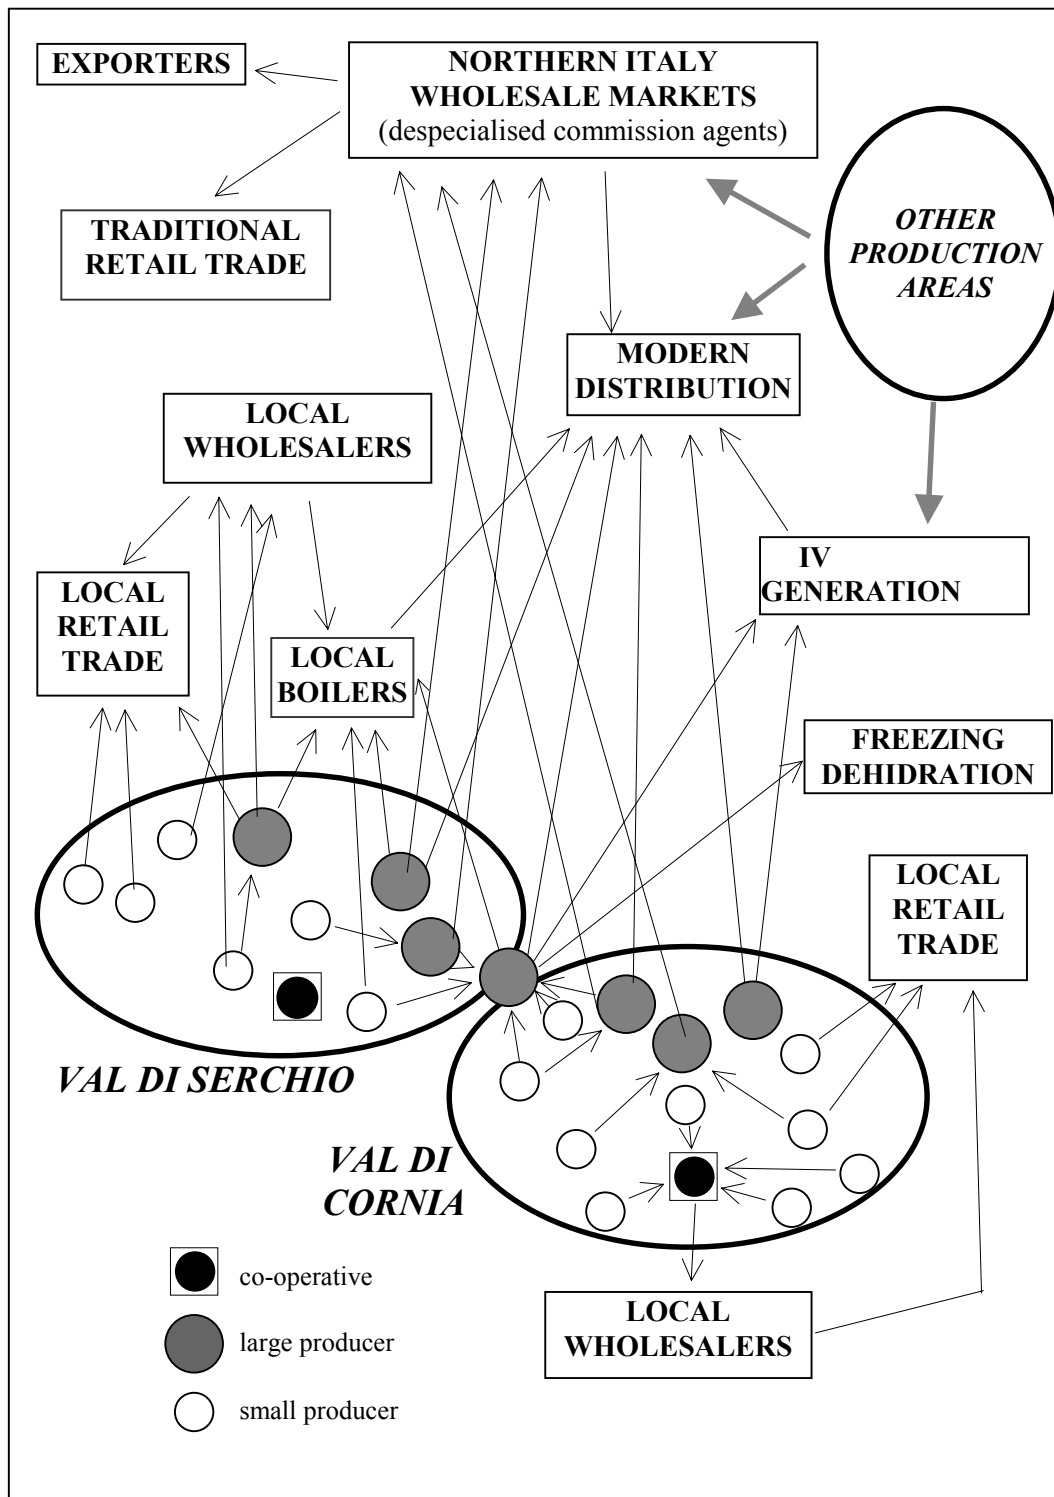 EXPORTERS
NORTHERN ITALY
WHOLESALE MARKETS
(despecialised commission agents)
TRADITIONAL
RETAIL TRADE
OTHER
PRODUCTION
AREAS
MODERN
DISTRIBUTION
LOCAL
WHOLESALERS
IV
GENERATION
LOCAL
RETAIL
TRADE
LOCAL
BOILERS
FREEZING
DEHIDRATION
LOCAL
RETAIL
TRADE
VAL DI SERCHIO
VAL DI
CORNIA
co-operative
large producer
small producer
LOCAL
WHOLESALERS